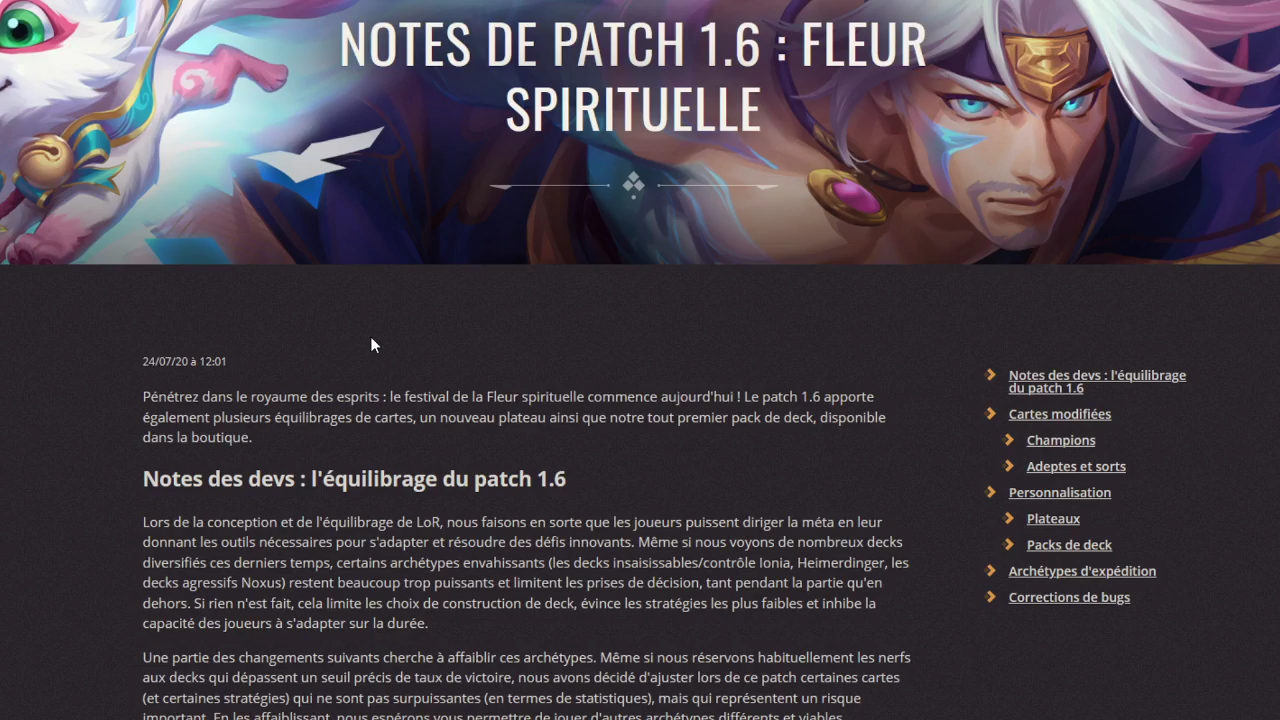 NOTES DE PATCH 1.6 : FLEUR
SPIRITUELLE
24/07/20 à 12:01
Pénétrez dans le royaume des esprits : le festival de la Fleur spirituelle commence aujourd'hui ! Le patch 1.6 apporte
également plusieurs équilibrages de cartes, un nouveau plateau ainsi que notre tout premier pack de deck, disponible
dans la boutique.
Notes des devs : l'équilibrage du patch 1.6
Lors de la conception et de l'équilibrage de LoR, nous faisons en sorte que les joueurs puissent diriger la méta en leur
donnant les outils nécessaires pour s'adapter et résoudre des défis innovants. Même si nous voyons de nombreux decks
diversifiés ces derniers temps, certains archétypes envahissants (les decks insaisissables/contrôle Ionia, Heimerdinger, les
decks agressifs Noxus) restent beaucoup trop puissants et limitent les prises de décision, tant pendant la partie qu'en
dehors. Si rien n'est fait, cela limite les choix de construction de deck, évince les stratégies les plus faibles et inhibe la
capacité des joueurs à s'adapter sur la durée.
Une partie des changements suivants cherche à affaiblir ces archétypes. Même si nous réservons habituellement les nerfs
aux decks qui dépassent un seuil précis de taux de victoire, nous avons décidé d'ajuster lors de ce patch certaines cartes
(et certaines stratégies) qui ne sont pas surpuissantes (en termes de statistiques), mais qui représentent un risque
important. En les affaiblissant, nous espérons vous permettre de jouer d'autres archétypes différents et viables.
Notes des devs : l'équilibrage
du patch 1.6
Cartes modifiées
Champions
Adeptes et sorts
Personnalisation
Plateaux
Packs de deck
Archétypes d'expédition
Corrections de bugs